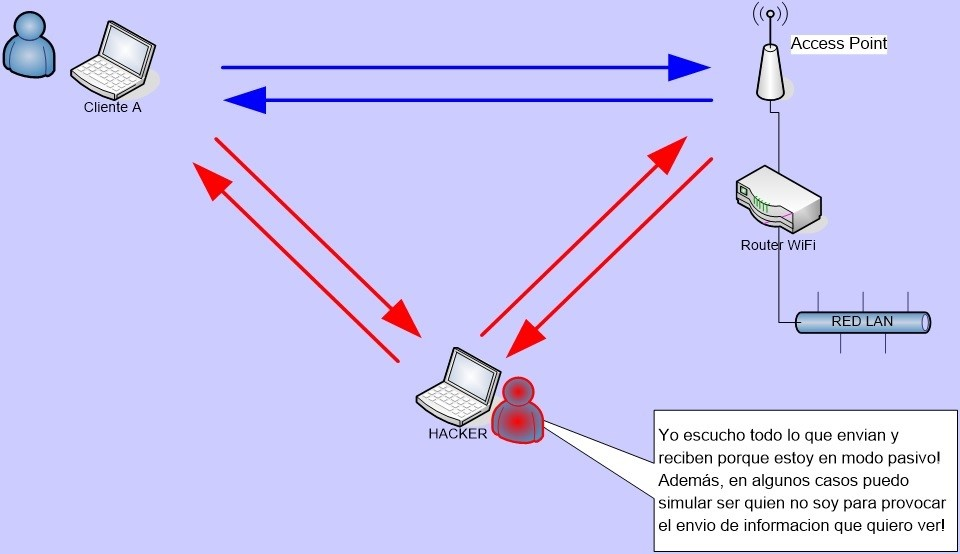 Access Point
Cliente A
Router WiFi
RED LAN
HACKER
Yo escucho todo lo que envian y
reciben porque estoy en modo pasivo!
Además, en algunos casos puedo
simular ser quien no soy para provocar
el envio de informacion que quiero ver!